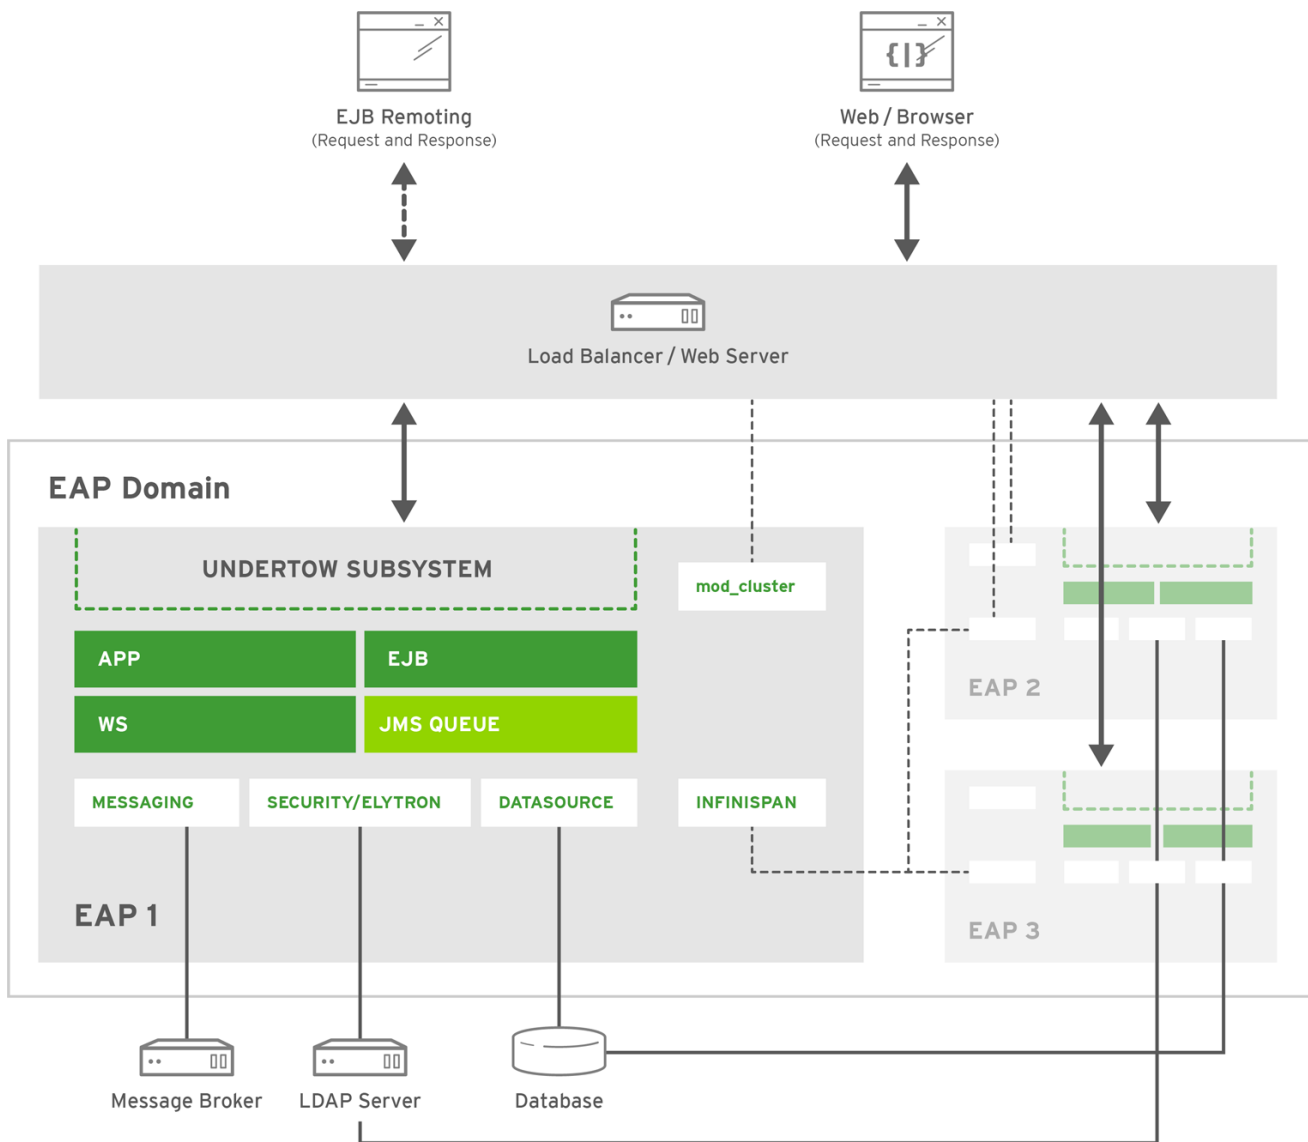 EJB Remoting
(Request and Response)
Web / Browser
(Request and Response)
{|}
Load Balancer / Web Server
EAP Domain
UNDERTOW SUBSYSTEM
mod_cluster
APP
EJB
WS
JMS QUEUE
MESSAGING
SECURITY/ELYTRON
DATASOURCE
INFINISPAN
EAP 1
EAP 2
EAP 3
Message Broker
LDAP Server
Database